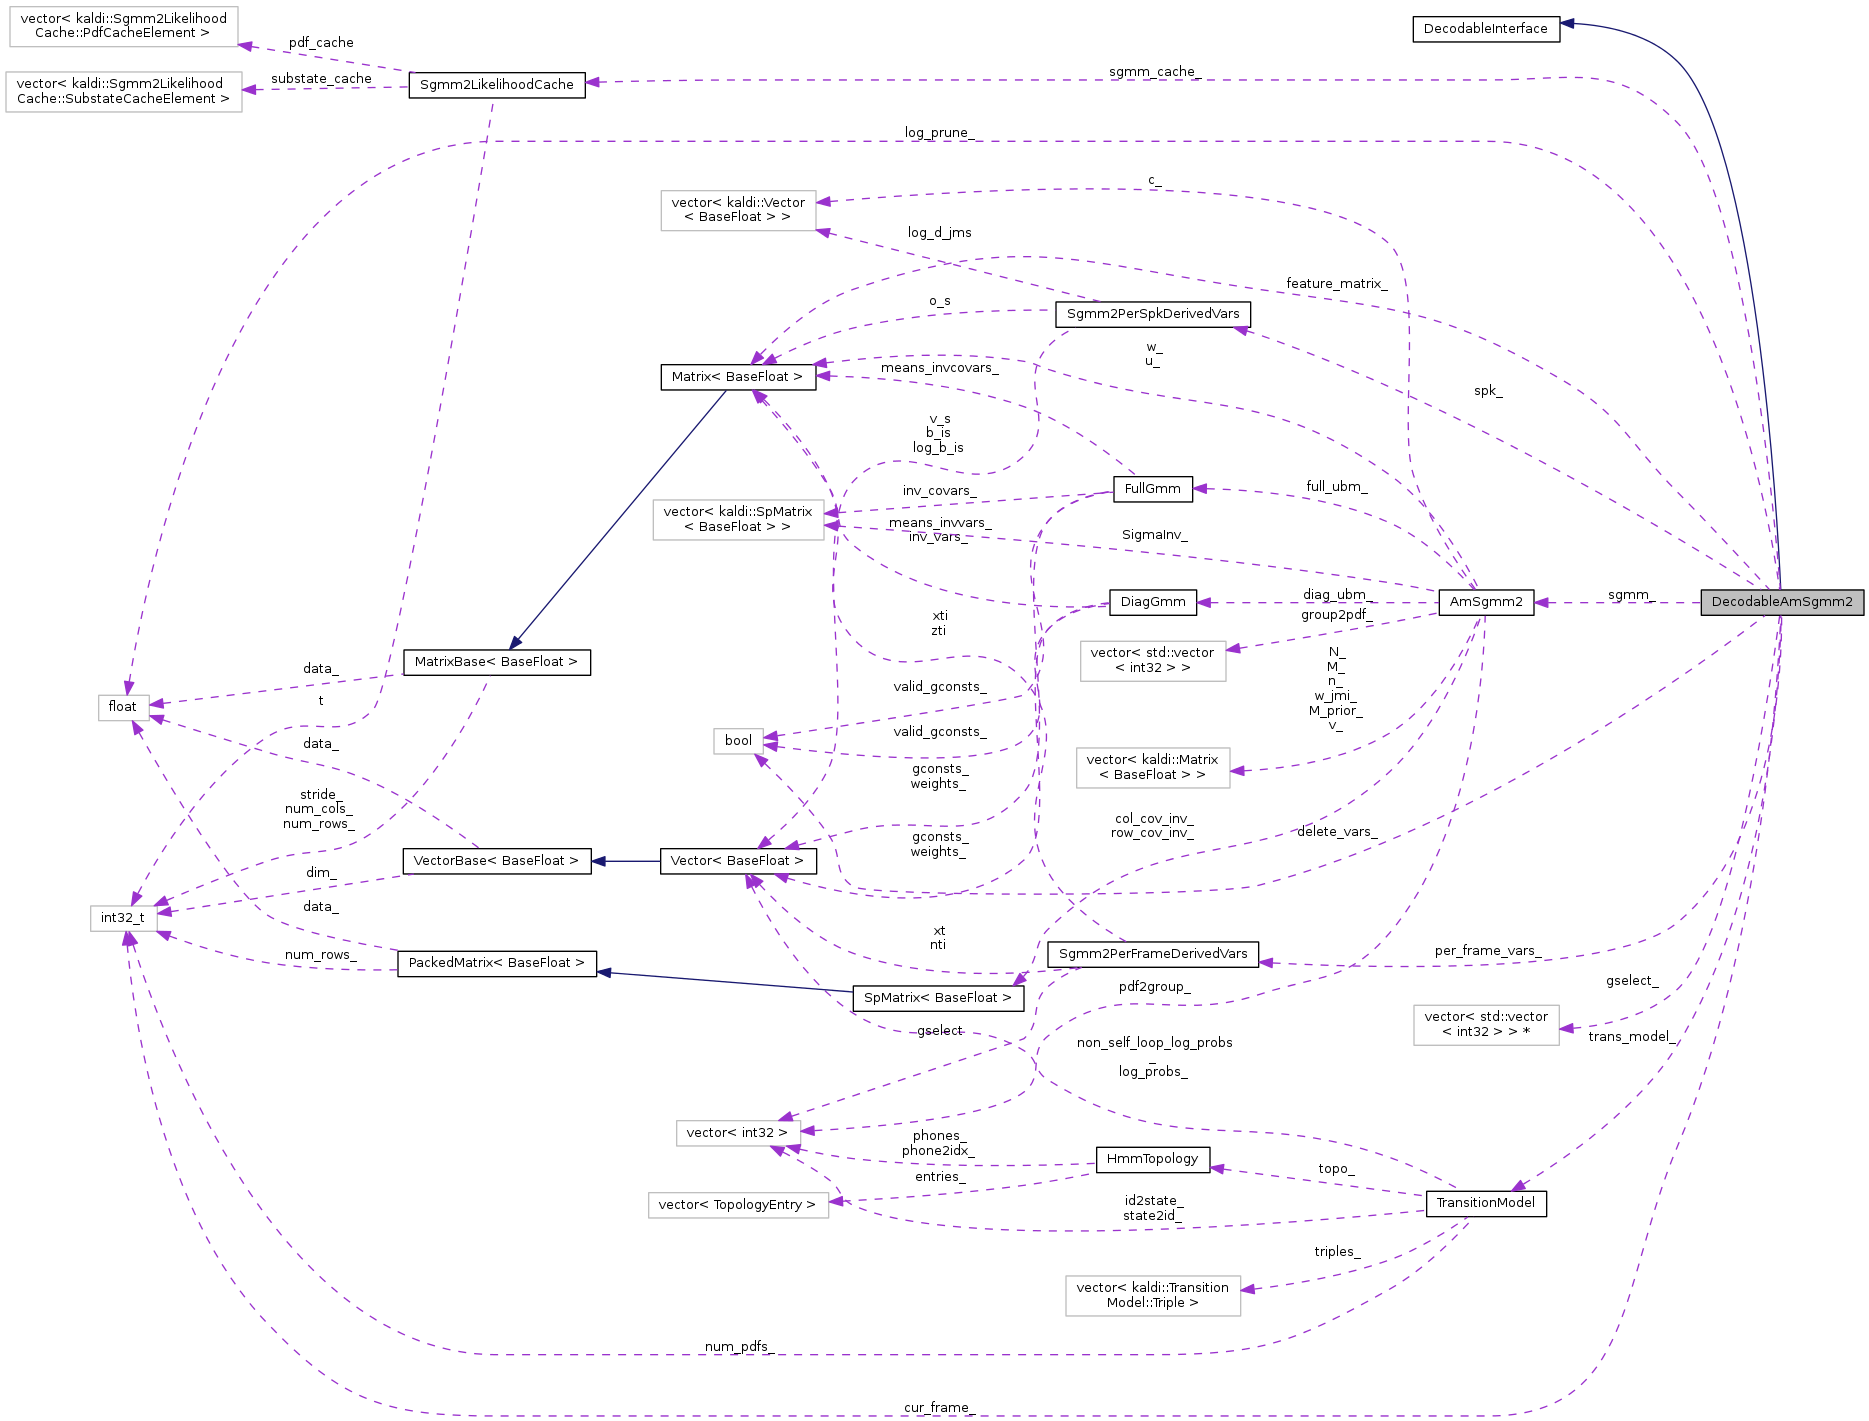 vector< kaldi::Sgmm2Likelihood
Cache::PdfCacheElement >
pdf_cache
vector< kaldi::Sgmm2Likelihood
Cache::SubstateCacheElement >
substate_cache
Sgmm2LikelihoodCache
sgmm_cache_
DecodableInterface
log_prune_
c_
vector< kaldi::Vector
< BaseFloat > >
log_d_jms
feature_matrix_
o_s
Sgmm2PerSpkDerivedVars
w_
u_
means_invcovars_
Matrix< BaseFloat >
spk_
v_s
b_is
log_b_is
inv_covars_
FullGmm
full_ubm_
vector< kaldi::SpMatrix
< BaseFloat > >
means_invvars_
inv_vars_
SigmaInv_
DiagGmm
diag_ubm_
AmSgmm2
sgmm_
DecodableAmSgmm2
group2pdf_
xti
zti
vector< std::vector
< int32 > >
N_
M_
n_
w_jmi_
M_prior_
v_
MatrixBase< BaseFloat >
data_
t
float
valid_gconsts_
bool
valid_gconsts_
data_
vector< kaldi::Matrix
< BaseFloat > >
gconsts_
weights_
stride_
num_cols_
num_rows_
col_cov_inv_
row_cov_inv_
delete_vars_
gconsts_
weights_
VectorBase< BaseFloat >
Vector< BaseFloat >
dim_
data_
int32_t
xt
nti
Sgmm2PerFrameDerivedVars
per_frame_vars_
num_rows_
PackedMatrix< BaseFloat >
SpMatrix< BaseFloat >
pdf2group_
gselect_
vector< std::vector
< int32 > > *
gselect
trans_model_
non_self_loop_log_probs
_
log_probs_
vector< int32 >
phones_
phone2idx_
HmmTopology
topo_
entries_
vector< TopologyEntry >
id2state_
state2id_
TransitionModel
triples_
vector< kaldi::Transition
Model::Triple >
num_pdfs_
cur_frame_